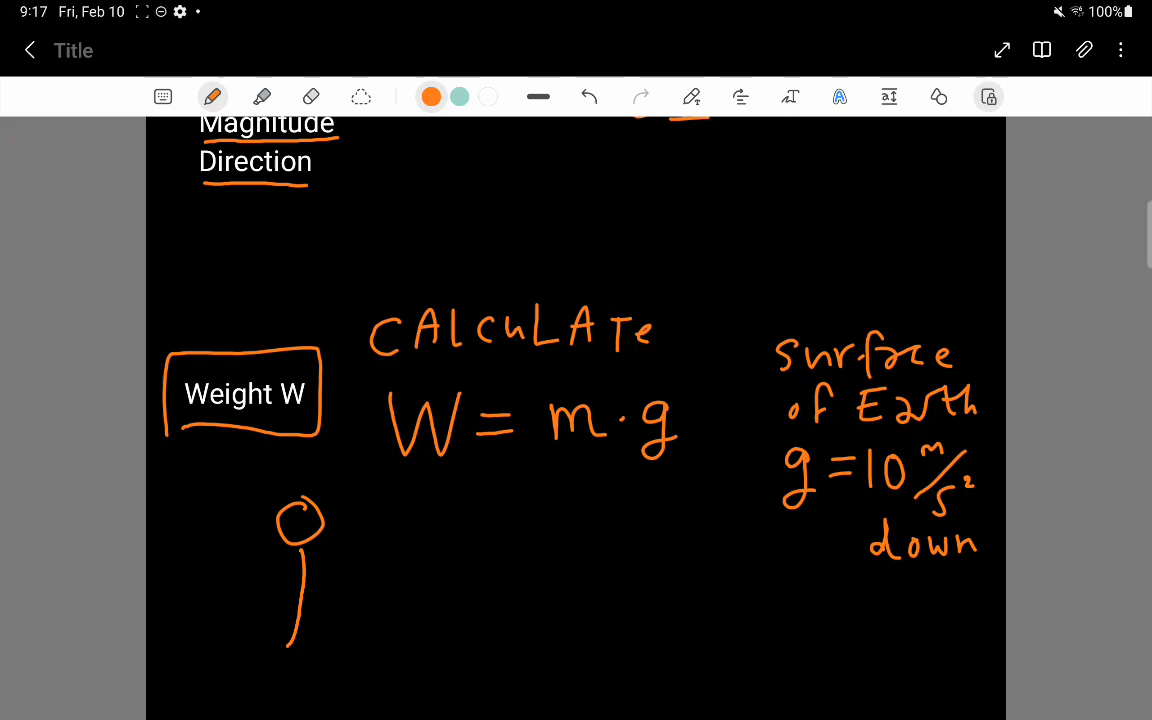 9:17 Fri, Feb 10
100%
Title
Magnitude
Direction
CALCULATe
Weight W
W = m · g
surface
of Earth
g = 10 m/s²
down